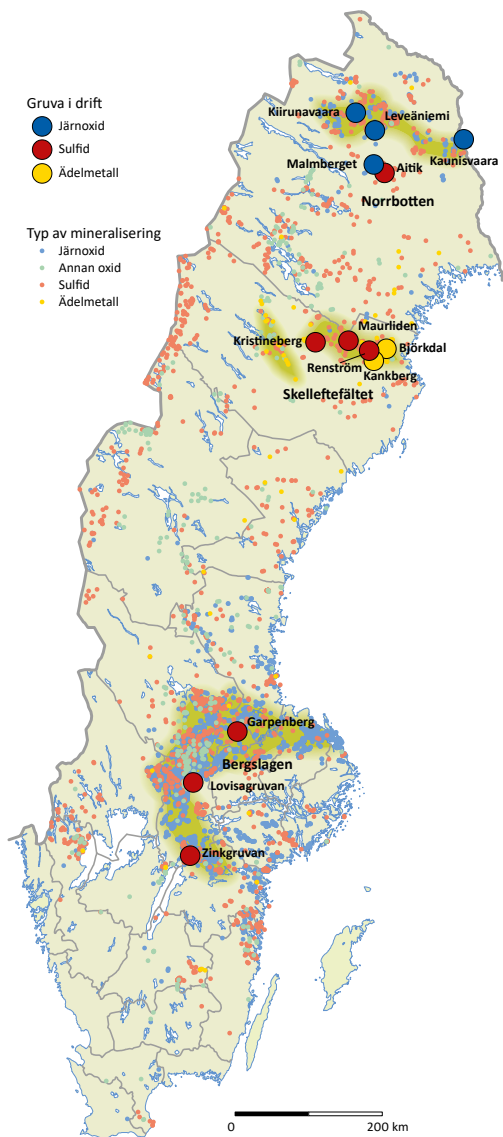 Gruva i drift
Järnoxid
Sulfid
Ädelmetall
Typ av mineralisering
Järnoxid
Annan oxid
Sulfid
Ädelmetall
Kiirunavaara
Leveäniemi
Kaunisvaara
Malmberget
Aitik
Norrbotten
Maurliden
Kristineberg
Björkdal
Renström
Kankberg
Skelleftefältet
Garpenberg
Bergslagen
Lovisagruvan
Zinkgruvan
0 200 km